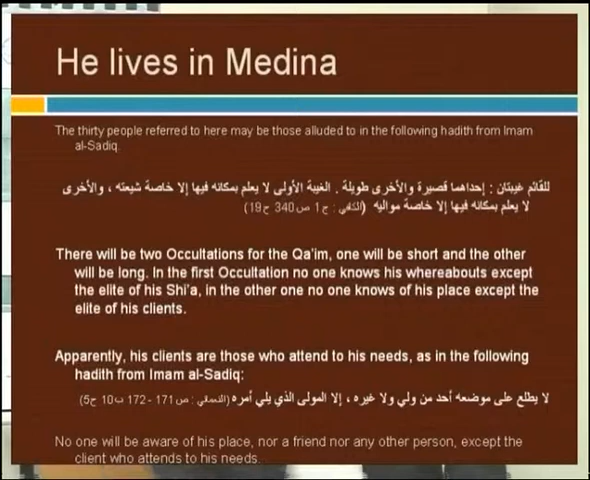 He lives in Medina
The thirty people referred to here may be those alluded to in the following hadith from Imam
al-Sadiq
للقائم غيبتان : إحداهما قصيرة والأخرى طويلة . الغيبة الأولى لا يعلم بمكانه فيها إلا خاصة شيعته ، والأخرى
لا يعلم بمكانه فيها إلا خاصة مواليه (الكافي : ج 1 ص 340 ح 19)
There will be two Occultations for the Qa'im, one will be short and the other
will be long. In the first Occultation no one knows his whereabouts except
the elite of his Shi'a, in the other one no one knows of his place except the
elite of his clients.
Apparently, his clients are those who attend to his needs, as in the following
hadith from Imam al-Sadiq:
لا يطلع على موضعه أحد من ولي ولا غيره ، إلا المولى الذي يلي أمره (النعماني : ص 171 - 172 ب 10 ح 5)
No one will be aware of his place, nor a friend nor any other person, except the
client who attends to his needs.